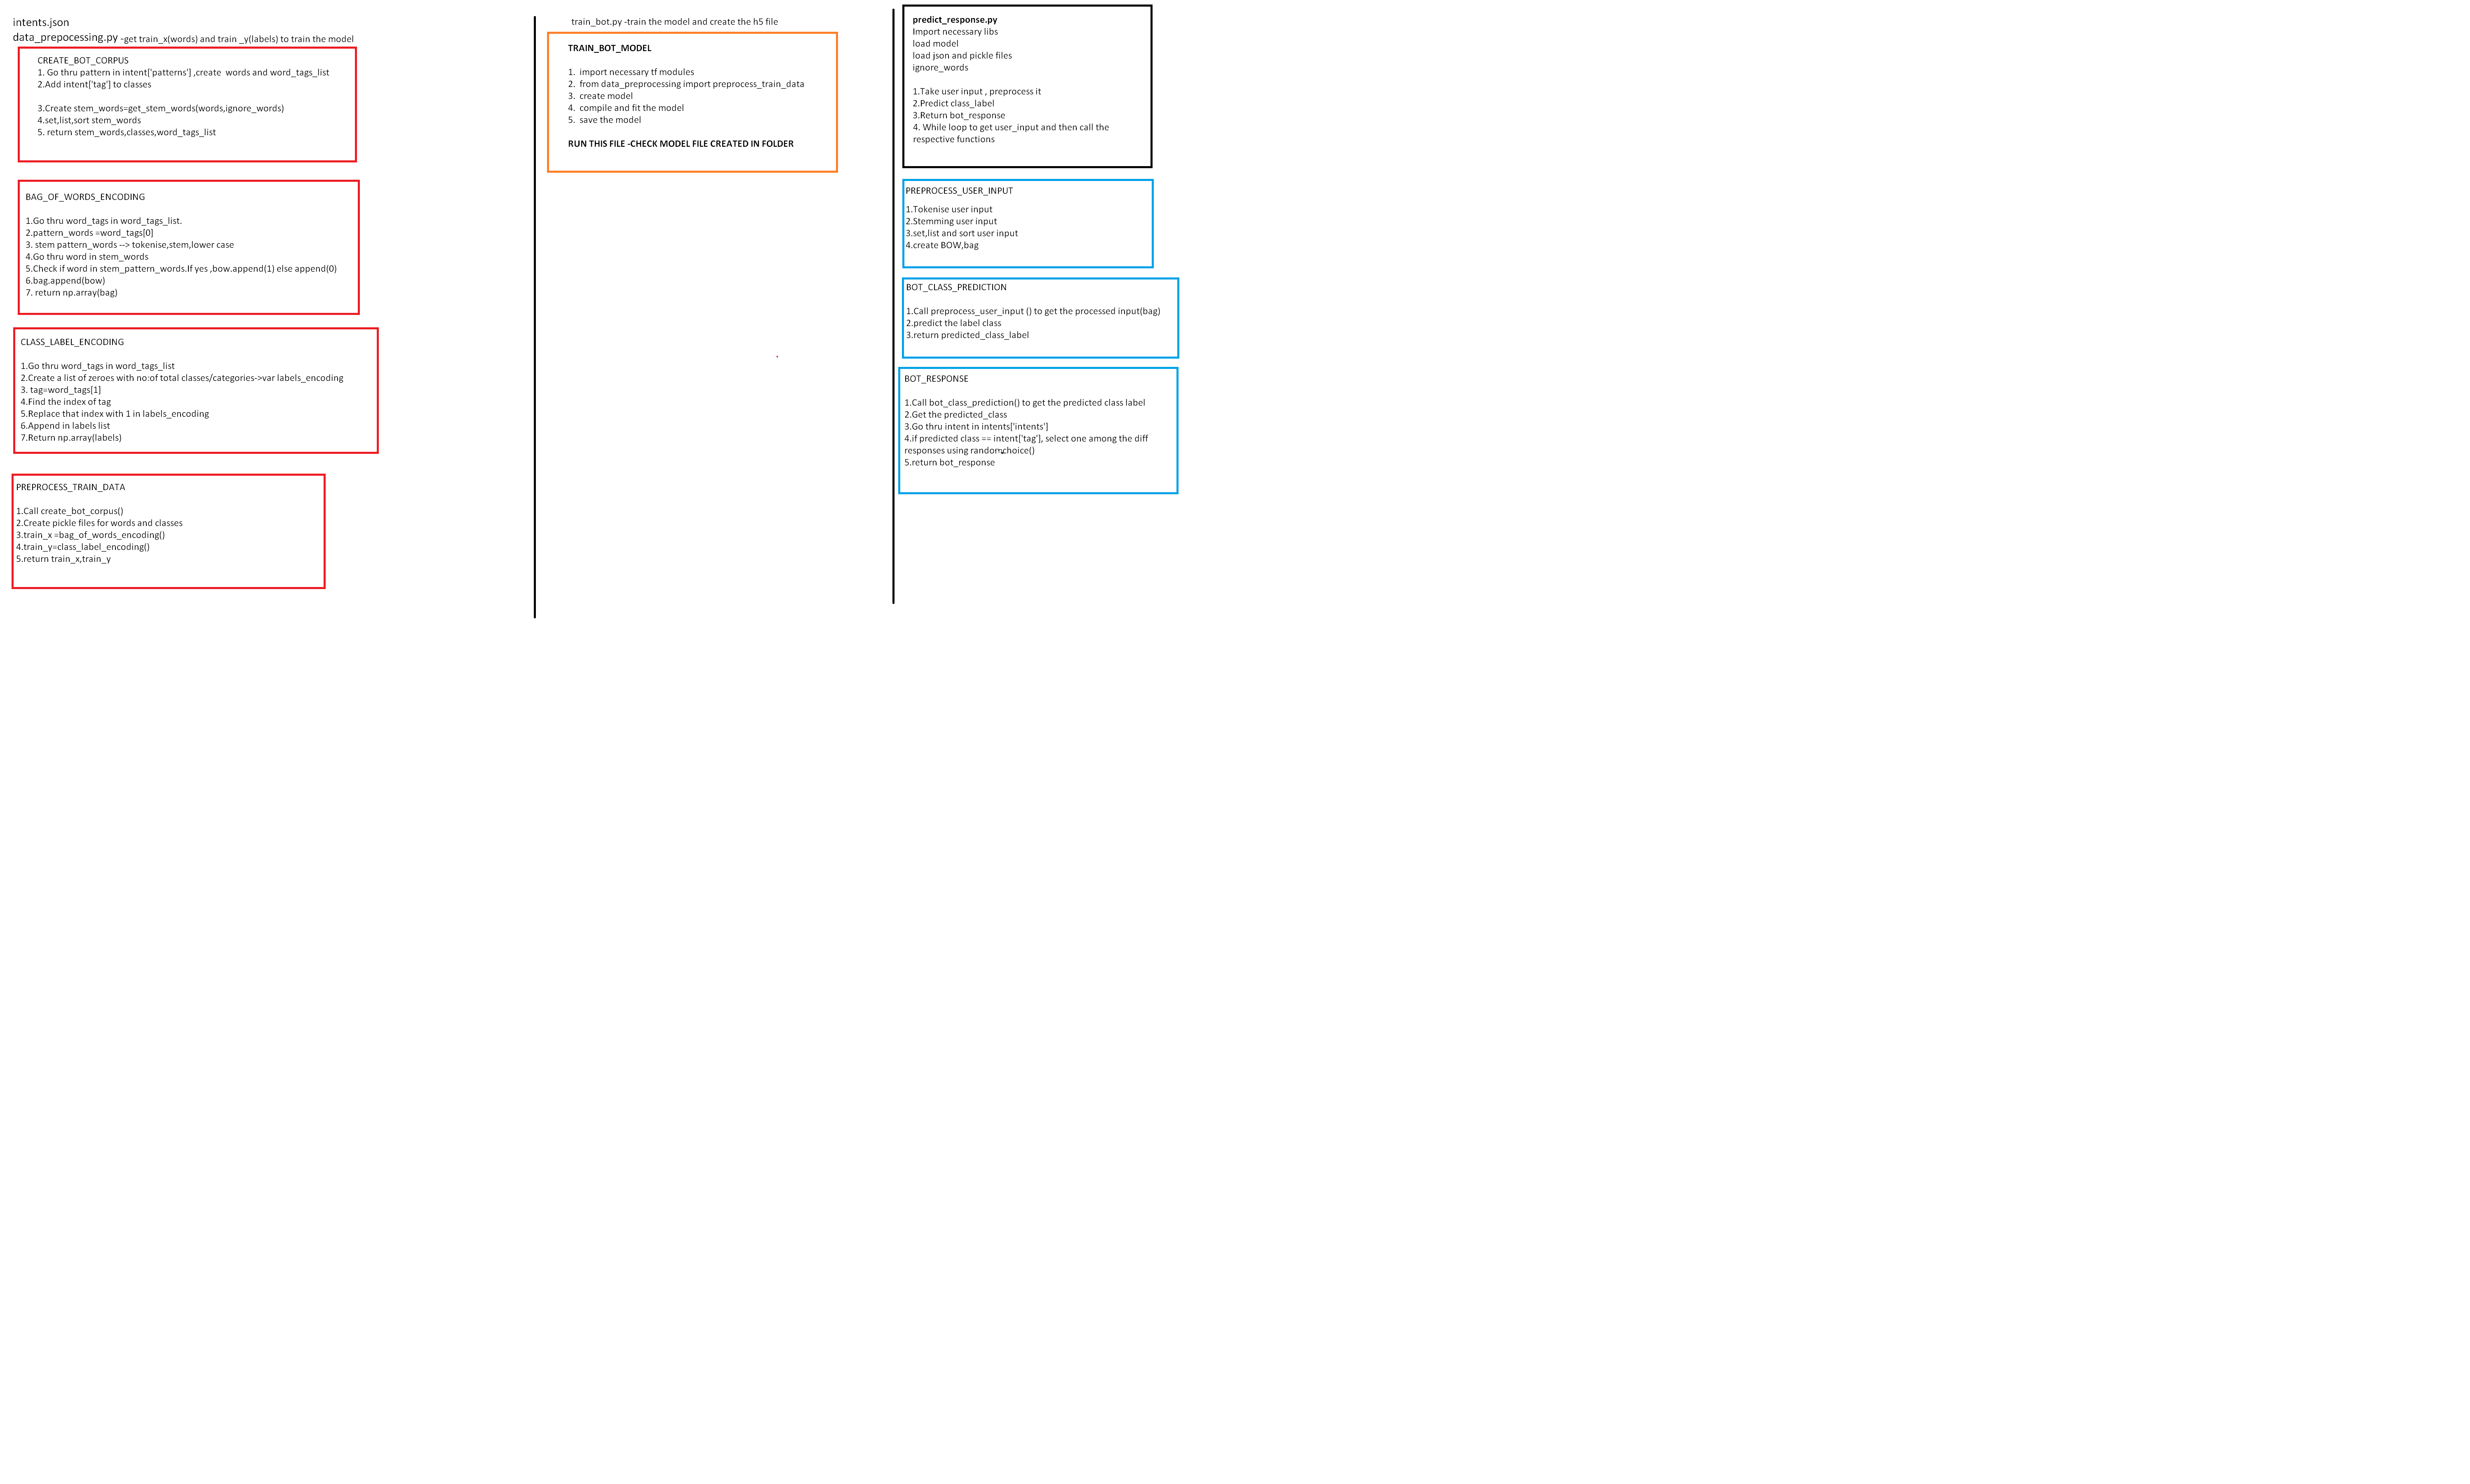 intents.json
data_prepocessing.py -get train_x(words) and train _y(labels) to train the model
CREATE_BOT_CORPUS
1. Go thru pattern in intent['patterns'] ,create  words and word_tags_list
2.Add intent['tag'] to classes
3.Create stem_words=get_stem_words(words,ignore_words)
4.set,list,sort stem_words
5. return stem_words,classes,word_tags_list
BAG_OF_WORDS_ENCODING
1.Go thru word_tags in word_tags_list.
2.pattern_words =word_tags[0]
3. stem pattern_words --> tokenise,stem,lower case
4.Go thru word in stem_words
5.Check if word in stem_pattern_words.If yes ,bow.append(1) else append(0)
6.bag.append(bow)
7. return np.array(bag)
CLASS_LABEL_ENCODING
1.Go thru word_tags in word_tags_list
2.Create a list of zeroes with no:of total classes/categories->var labels_encoding
3. tag=word_tags[1]
4.Find the index of tag
5.Replace that index with 1 in labels_encoding
6.Append in labels list
7.Return np.array(labels)
PREPROCESS_TRAIN_DATA
1.Call create_bot_corpus()
2.Create pickle files for words and classes
3.train_x =bag_of_words_encoding()
4.train_y=class_label_encoding()
5.return train_x,train_y
train_bot.py -train the model and create the h5 file
TRAIN_BOT_MODEL
1.  import necessary tf modules
2.  from data_preprocessing import preprocess_train_data
3.  create model
4.  compile and fit the model
5.  save the model
RUN THIS FILE -CHECK MODEL FILE CREATED IN FOLDER
predict_response.py
Import necessary libs
load model
load json and pickle files
ignore_words
1.Take user input , preprocess it
2.Predict class_label
3.Return bot_response
4. While loop to get user_input and then call the
respective functions
PREPROCESS_USER_INPUT
1.Tokenise user input
2.Stemming user input
3.set,list and sort user input
4.create BOW,bag
BOT_CLASS_PREDICTION
1.Call preprocess_user_input () to get the processed input(bag)
2.predict the label class
3.return predicted_class_label
BOT_RESPONSE
1.Call bot_class_prediction() to get the predicted class label
2.Get the predicted_class
3.Go thru intent in intents['intents']
4.if predicted class == intent['tag'], select one among the diff
responses using random.choice()
5.return bot_response